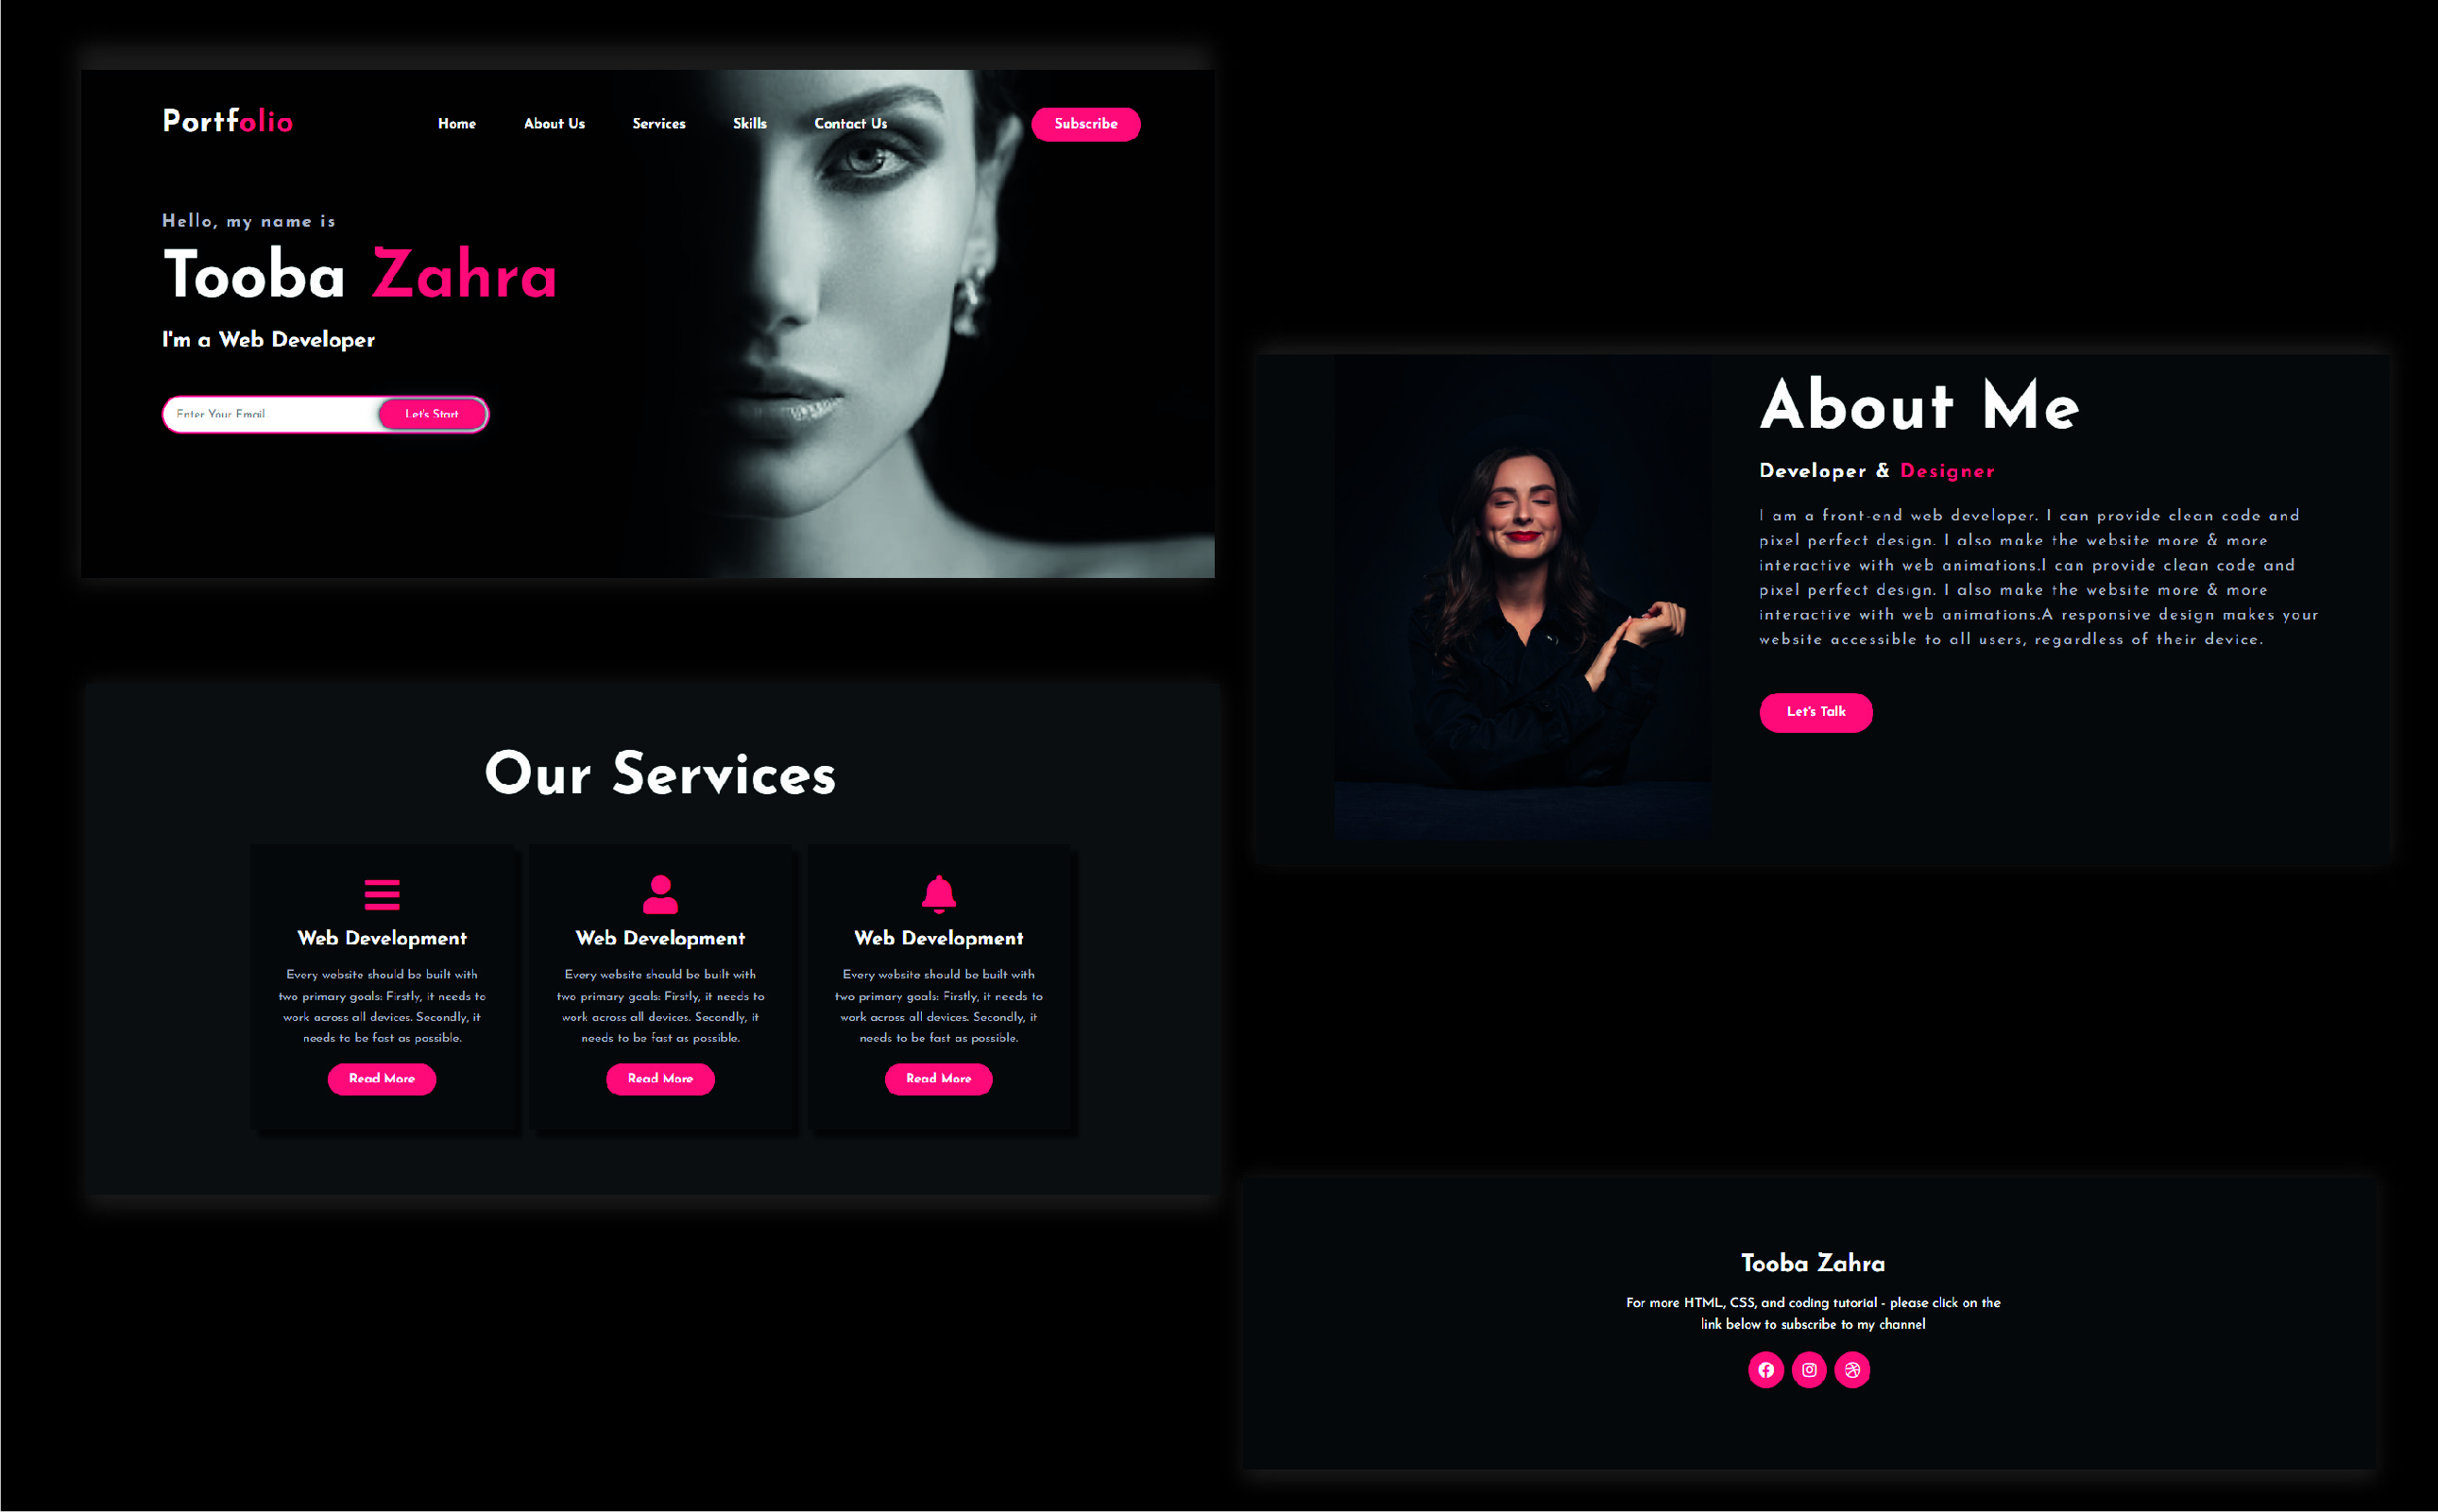 Portfolio
Home About Us Services Skills Contact Us Subscribe
Hello, my name is
Tooba Zahra
I'm a Web Developer
Enter Your Email Let's Start
About Me
Developer & Designer
I am a front-end web developer. I can provide clean code and
pixel perfect design. I also make the website more & more
interactive with web animations.I can provide clean code and
pixel perfect design. I also make the website more & more
interactive with web animations.A responsive design makes your
website accessible to all users, regardless of their device.
Let's Talk
Our Services
Web Development
Every website should be built with
two primary goals: Firstly, it needs to
work across all devices. Secondly, it
needs to be fast as possible.
Read More
Web Development
Every website should be built with
two primary goals: Firstly, it needs to
work across all devices. Secondly, it
needs to be fast as possible.
Read More
Web Development
Every website should be built with
two primary goals: Firstly, it needs to
work across all devices. Secondly, it
needs to be fast as possible.
Read More
Tooba Zahra
For more HTML, CSS, and coding tutorial - please click on the
link below to subscribe to my channel